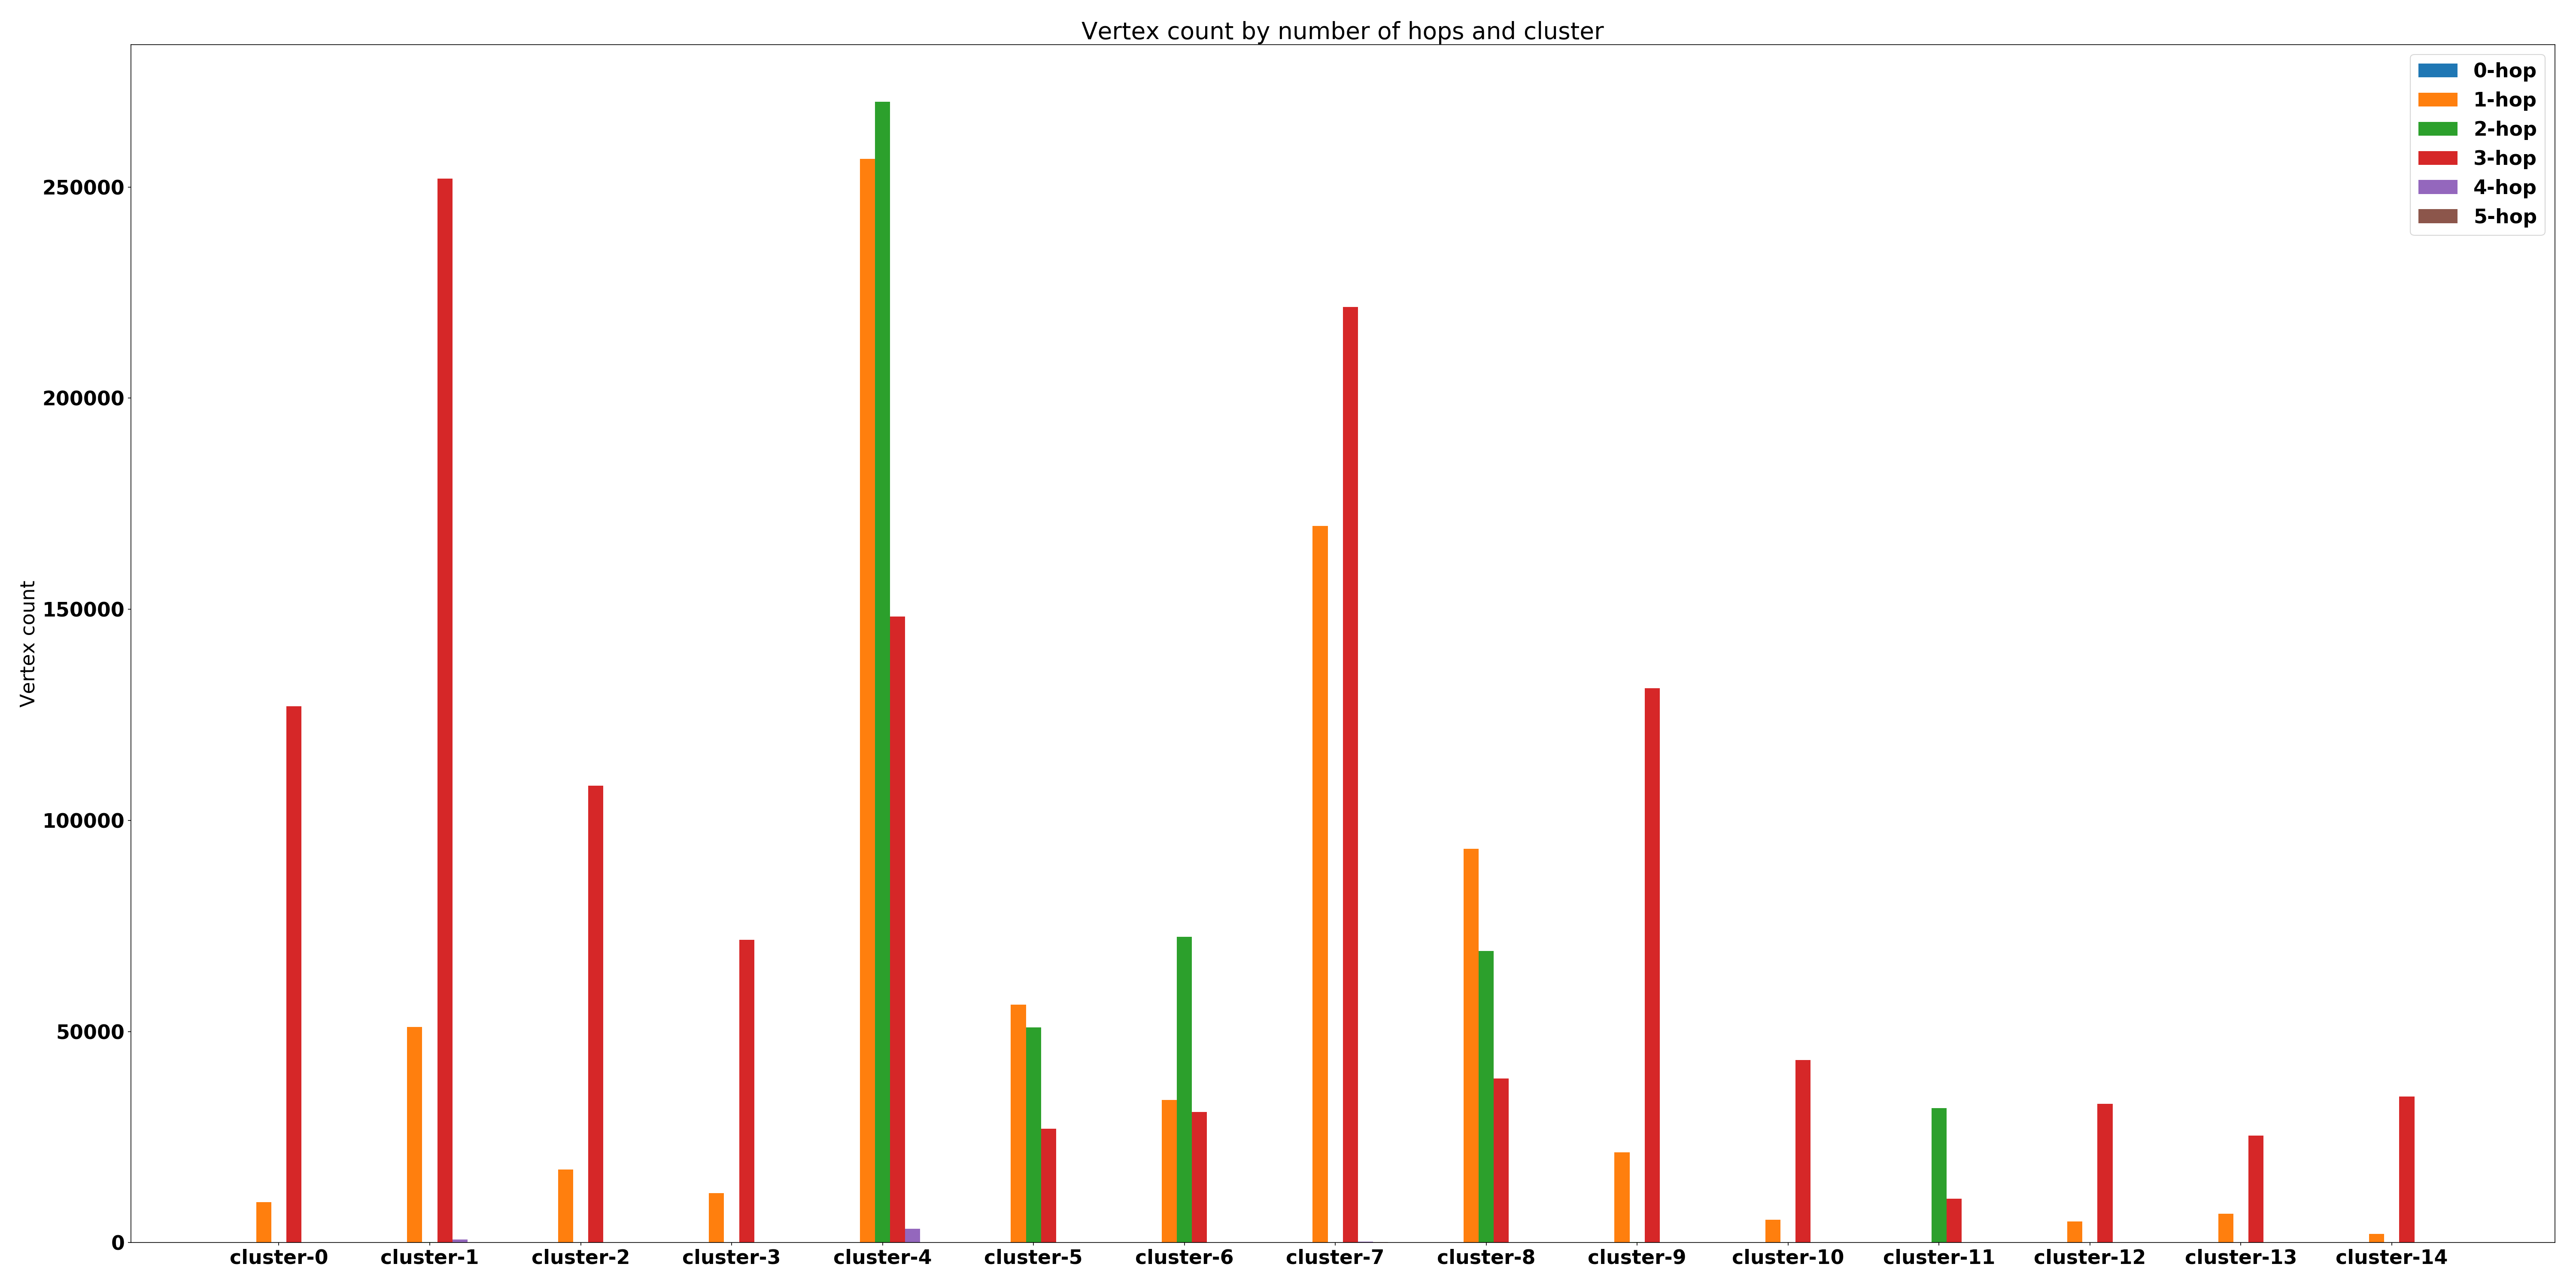 Vertex count by number of hops and cluster
0-hop
1-hop
2-hop
3-hop
4-hop
5-hop
Vertex count
250000
200000
150000
100000
50000
0
cluster-0 cluster-1 cluster-2 cluster-3 cluster-4 cluster-5 cluster-6 cluster-7 cluster-8 cluster-9 cluster-10 cluster-11 cluster-12 cluster-13 cluster-14